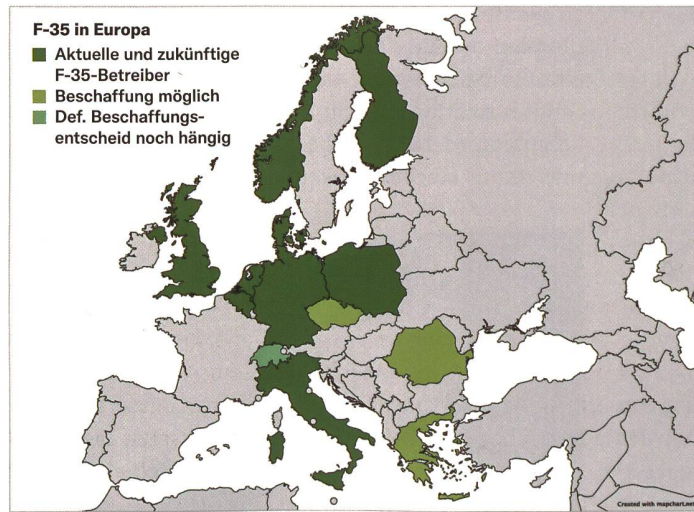 F-35 in Europa
Aktuelle und zukünftige
F-35-Betreiber
Beschaffung möglich
Def. Beschaffungs-
entscheid noch hängig
Created with mapchart.net